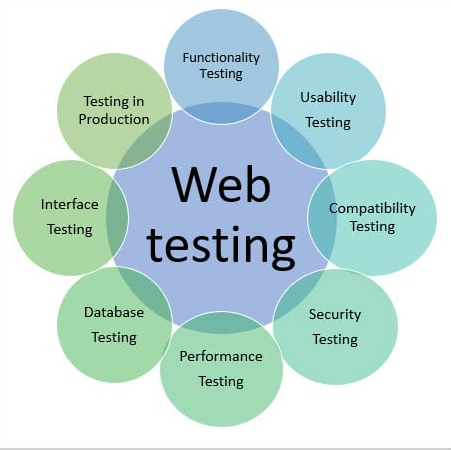 Functionality
Testing
Usability
Testing
Compatibility
Testing
Security
Testing
Performance
Testing
Database
Testing
Interface
Testing
Testing in
Production
Web
testing